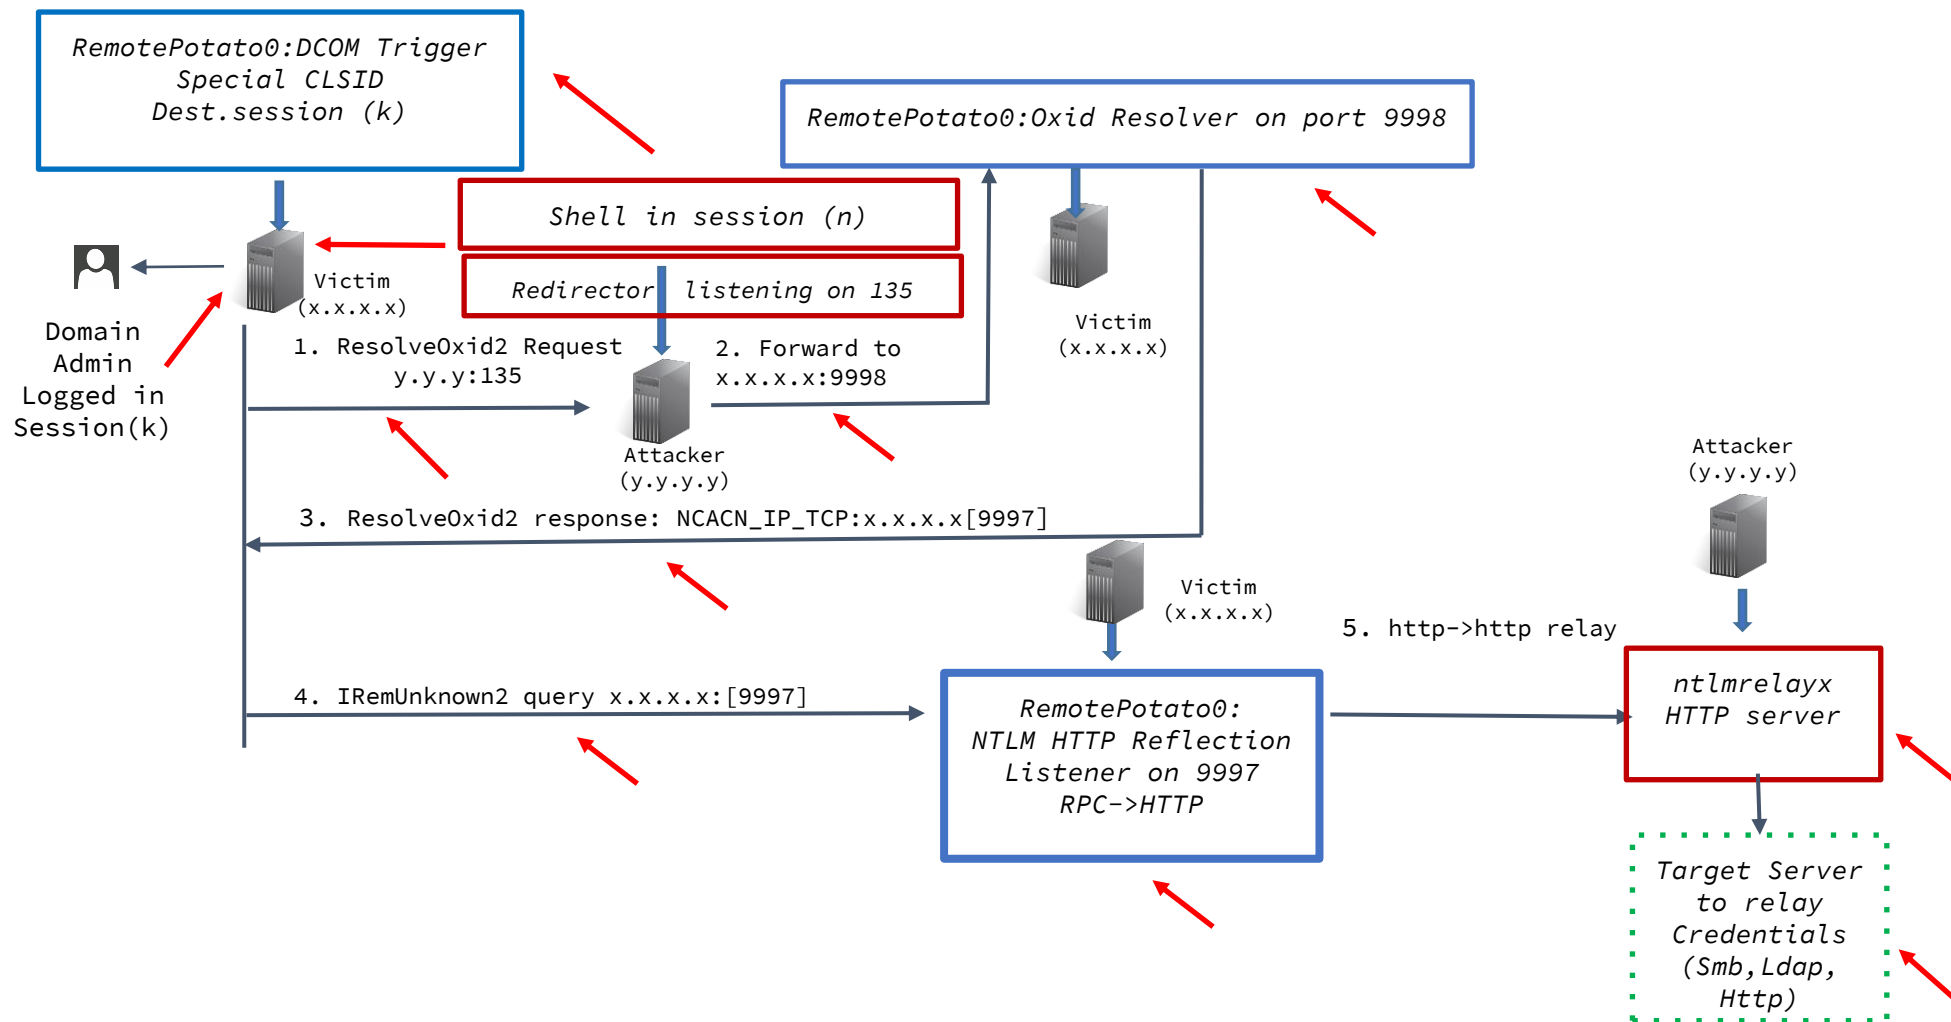 RemotePotato0:DCOM Trigger
Special CLSID
Dest.session (k)
RemotePotato0:Oxid Resolver on port 9998
Shell in session (n)
Redirector listening on 135
Victim
(x.x.x.x)
Domain
Admin
Logged in
Session(k)
1. ResolveOxid2 Request
y.y.y:135
2. Forward to
x.x.x.x:9998
Victim
(x.x.x.x)
Attacker
(y.y.y.y)
3. ResolveOxid2 response: NCACN_IP_TCP:x.x.x.x[9997]
Attacker
(y.y.y.y)
Victim
(x.x.x.x)
5. http->http relay
4. IRemUnknown2 query x.x.x.x:[9997]
RemotePotato0:
NTLM HTTP Reflection
Listener on 9997
RPC->HTTP
ntlmrelayx
HTTP server
Target Server
to relay
Credentials
(Smb,Ldap,
Http)